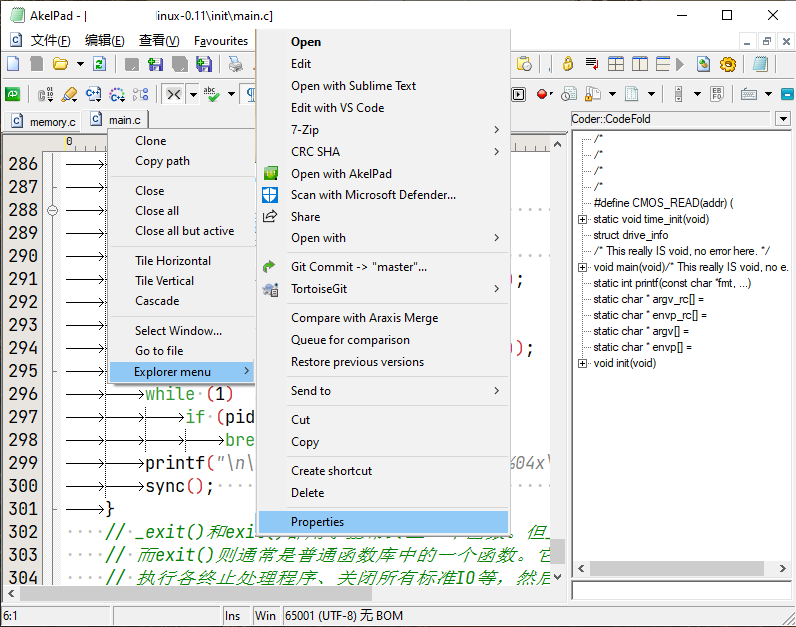 AkelPad - [ inux-0.11\init\main.c]
文件(F) 编辑(E) 查看(V) Favourites
memory.c main.c
0
286
287
288
289
290
291 ;
292
293
294 );
295
296 while (1)
297 if (pid
298 bre
299 printf("\n\ %04x\
300 sync();
301 }
302
303 而exit()则通常是普通函数库中的一个函数。
304 // 执行各终止处理程序、关闭所有标准IO等，然后
Clone
Copy path
Close
Close all
Close all but active
Tile Horizontal
Tile Vertical
Cascade
Select Window...
Go to file
Explorer menu
Open
Edit
Open with Sublime Text
Edit with VS Code
7-Zip
CRC SHA
Open with AkelPad
Scan with Microsoft Defender...
Share
Open with
Git Commit -> "master"...
TortoiseGit
Compare with Araxis Merge
Queue for comparison
Restore previous versions
Send to
Cut
Copy
Create shortcut
Delete
Properties
Coder::CodeFold
/*
/*
/*
/*
#define CMOS_READ(addr) (
static void time_init(void)
struct drive_info
/* This really IS void, no error here. */
void main(void)/* This really IS void, no e.
static int printf(const char *fmt, ...)
static char * argv_rc[] =
static char * envp_rc[] =
static char * argv[] =
static char * envp[] =
void init(void)
6:1 Ins Win 65001 (UTF-8) 无 BOM